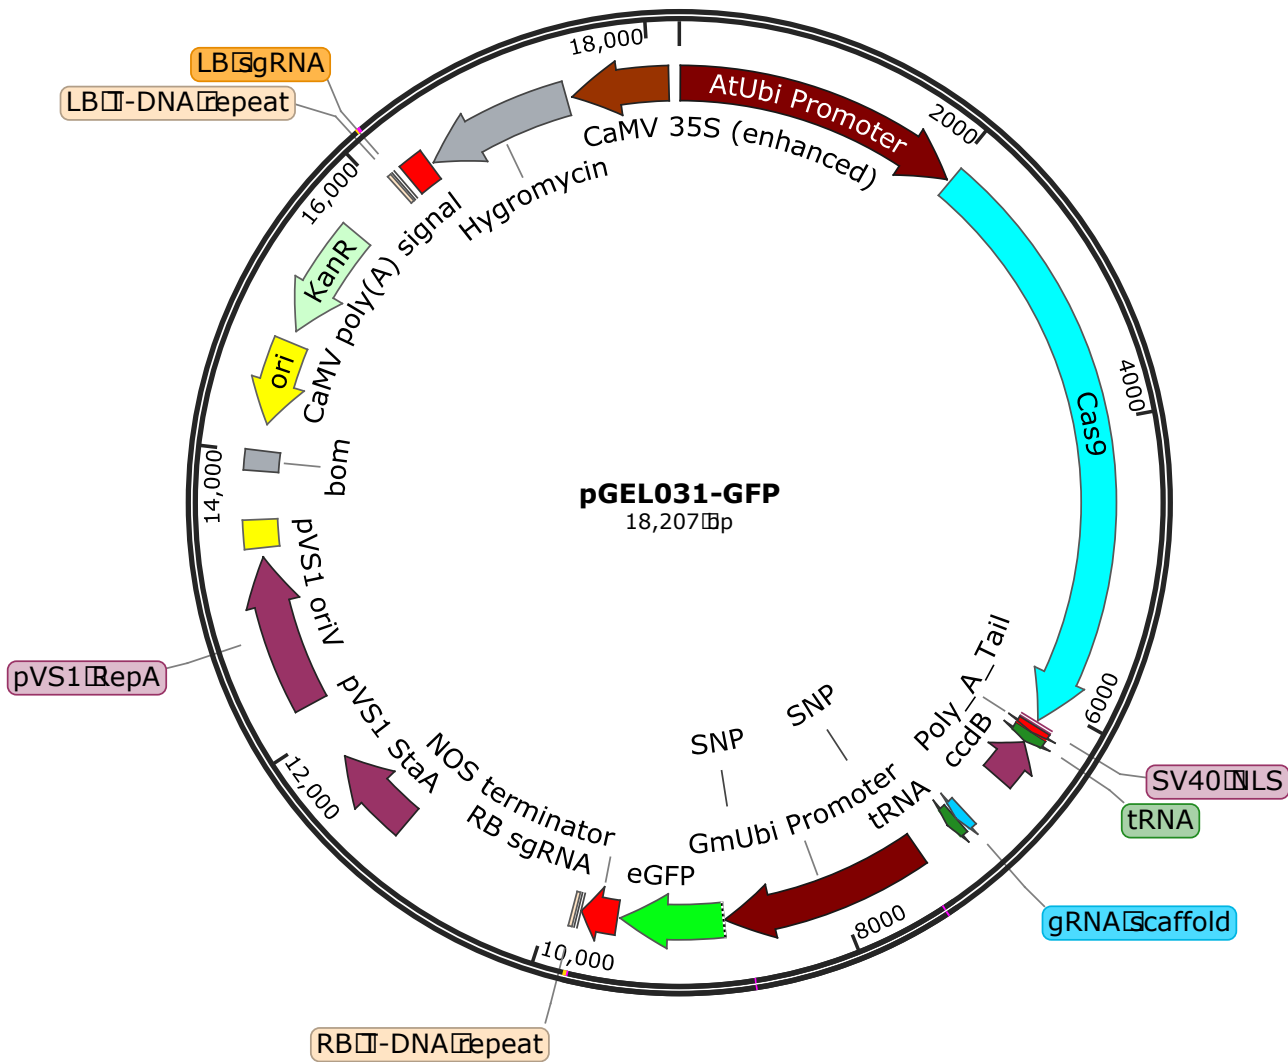 18,000
LB sgRNA
LB T-DNA repeat
AtUbi Promoter
2000
CaMV 35S (enhanced)
16,000
Hygromycin
KanR
CaMV poly(A) signal
ori
4000
Cas9
bom
14,000
pGEL031-GFP
18,207 bp
pVS1 oriV
pVS1 RepA
Poly_A_Tail
6000
ccdB
SNP
SNP
pVS1 StaA
NOS terminator
SV40 NLS
12,000
RB sgRNA
GmUbi Promoter
tRNA
tRNA
eGFP
gRNA scaffold
8000
10,000
RB T-DNA repeat